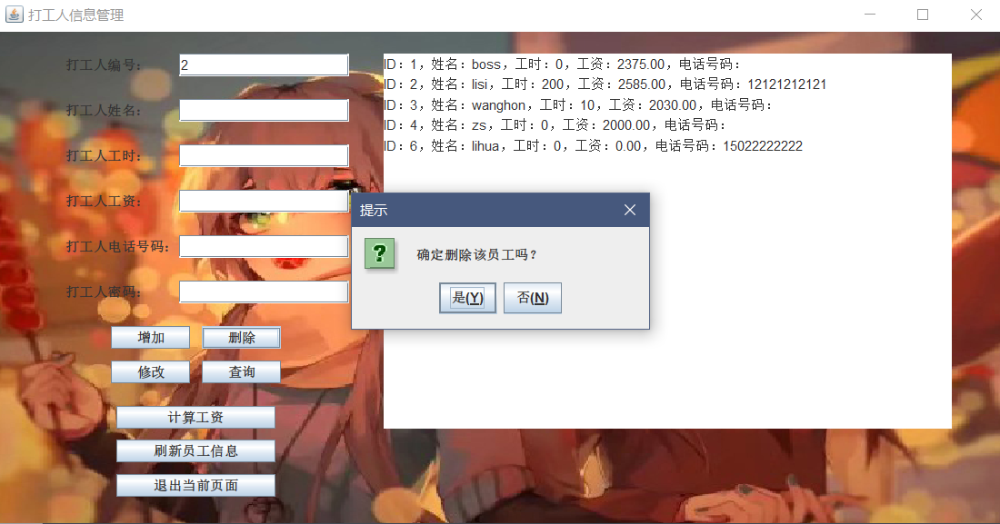 打工人信息管理
打工人编号：
2
打工人姓名：
打工人工时：
打工人工资：
打工人电话号码：
打工人密码：
增加
删除
修改
查询
计算工资
刷新员工信息
退出当前页面
ID：1，姓名：boss，工时：0，工资：2375.00，电话号码：
ID：2，姓名：lisi，工时：200，工资：2585.00，电话号码：12121212121
ID：3，姓名：wanghon，工时：10，工资：2030.00，电话号码：
ID：4，姓名：zs，工时：0，工资：2000.00，电话号码：
ID：6，姓名：lihua，工时：0，工资：0.00，电话号码：15022222222
提示
?
确定删除该员工吗？
是(Y)
否(N)